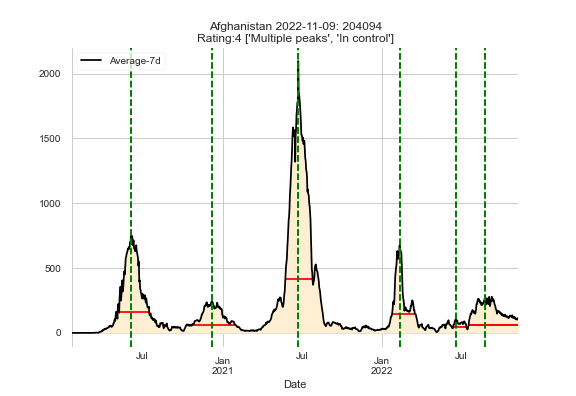 Afghanistan 2022-11-09: 204094
Rating:4 ['Multiple peaks', 'In control']
Average-7d
2000
1500
1000
500
0
Jul
Jan
2021
Jul
Jan
2022
Jul
Date